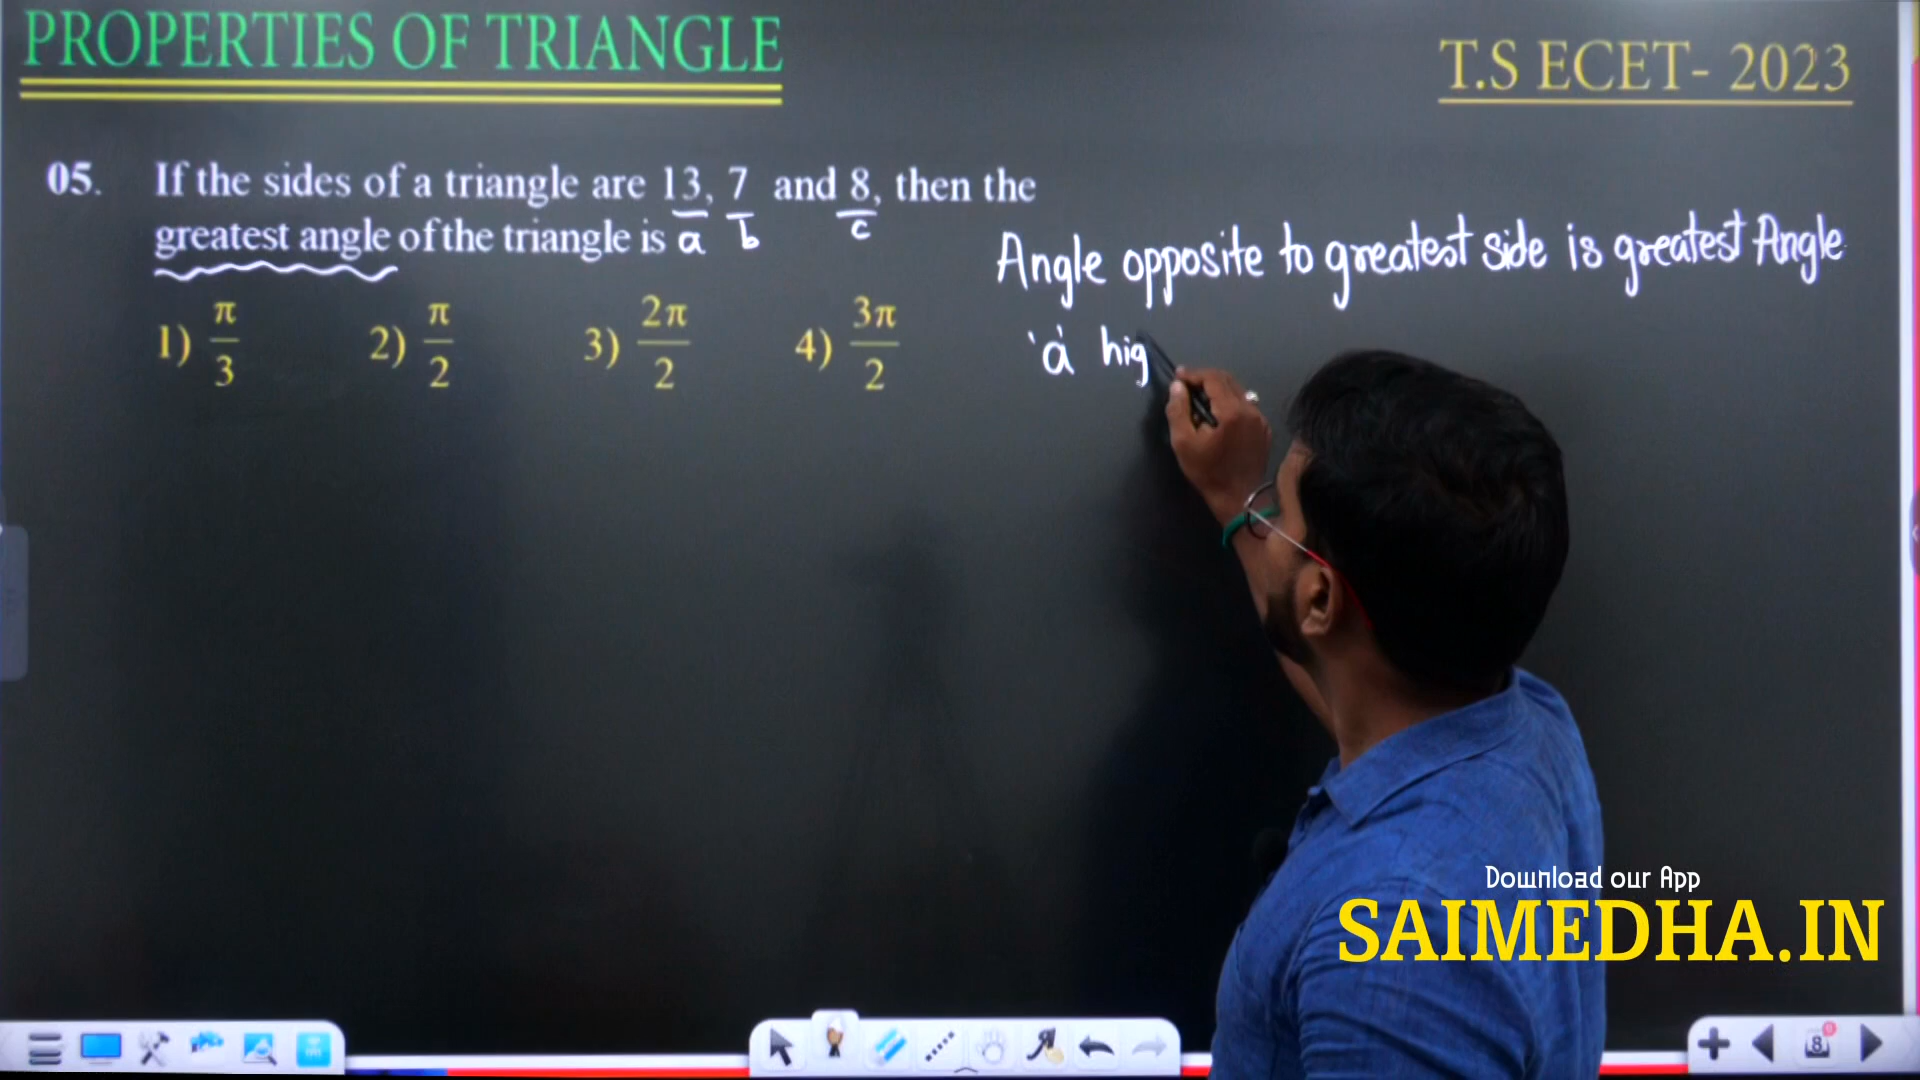 PROPERTIES OF TRIANGLE
T.S ECET- 2023
05. If the sides of a triangle are 13, 7 and 8, then the
greatest angle of the triangle is a b c
Angle opposite to greatest side is greatest Angle
1) π/3 2) π/2 3) 2π/2 4) 3π/2
'a' hig
Download our App
SAIMEDHA.IN